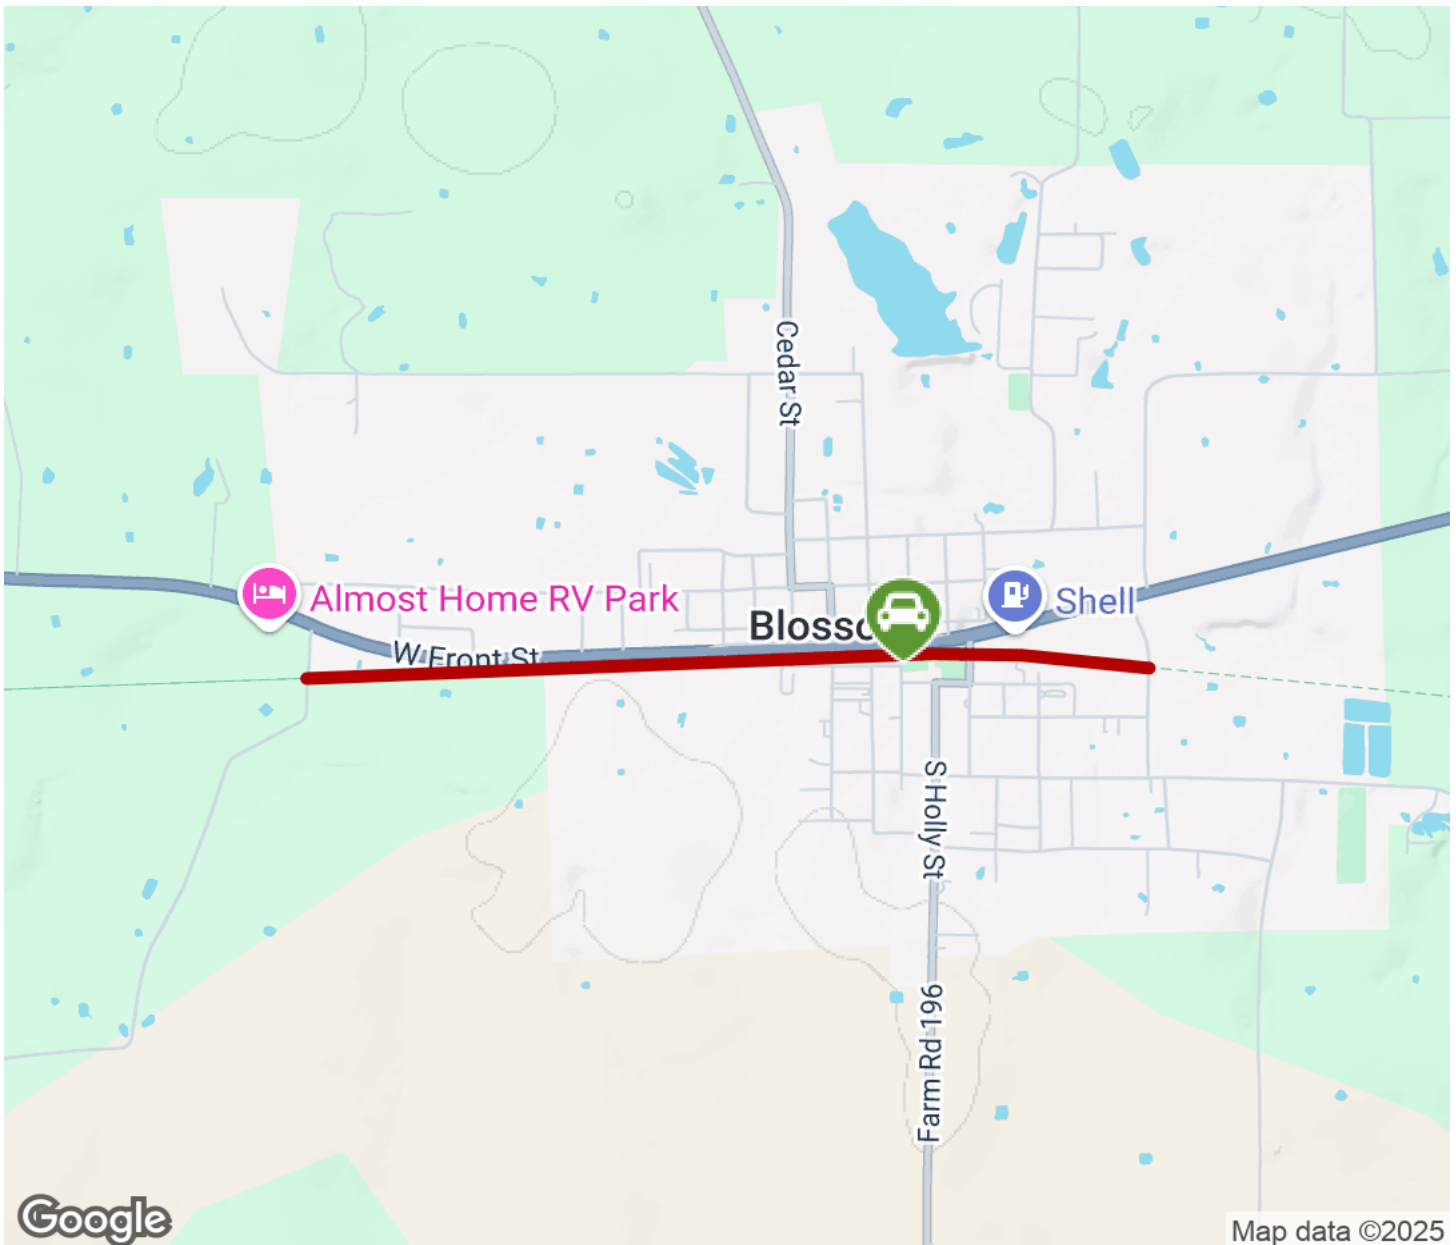 Cedar St
Almost Home RV Park
Shell
Blosso
W Front St
S Holly St
Farm Rd 196
Google
Map data ©2025